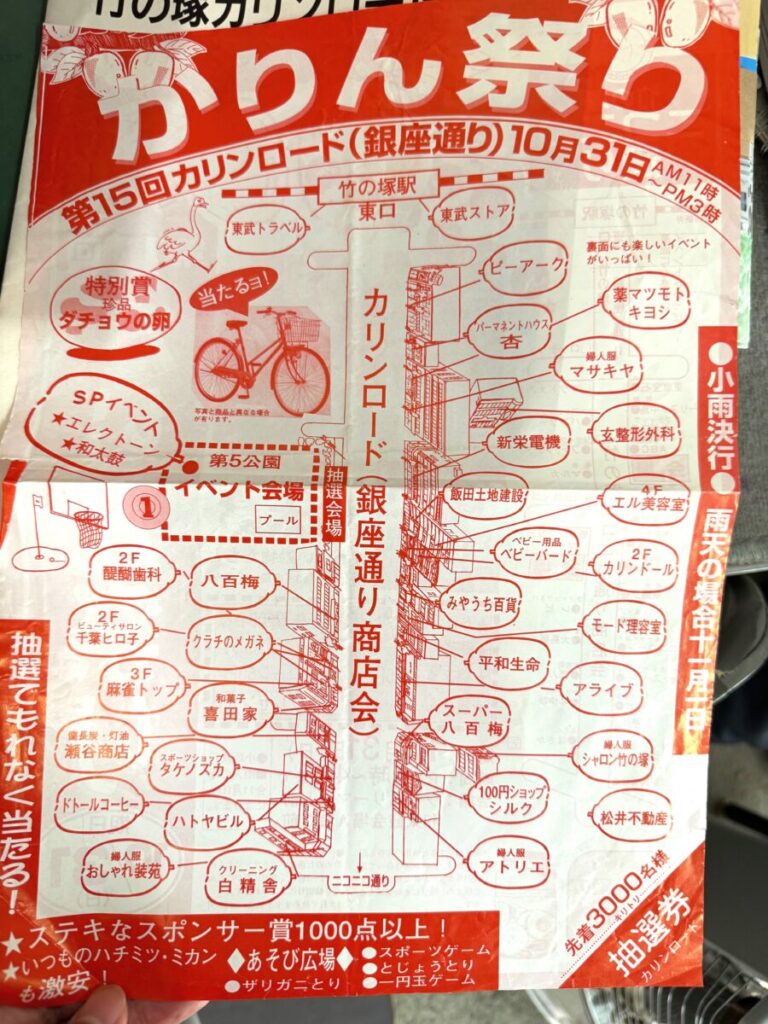 竹の塚カリンロード
かりん祭り
第15回カリンロード(銀座通り)10月31日AM11時~PM3時
竹の塚駅
東口
東武トラベル
東武ストア
裏面にも楽しいイベント
がいっぱい!
ピーアーク
薬マツモト
キヨシ
パーマネントハウス
杏
婦人服
マサキヤ
新栄電機
玄整形外科
飯田土地建設
4F
エル美容室
ベビー用品
ベビーバード
2F
カリンドール
みやうち百貨
モード理容室
平和生命
アライブ
スーパー
八百梅
婦人服
シャロン竹の塚
100円ショップ
シルク
松井不動産
婦人服
アトリエ
特別賞
珍品
ダチョウの卵
当たるヨ!
写真と商品と異なる場合
が有ります。
SPイベント
★エレクトーン
★和太鼓
第5公園
イベント会場
プール
1
抽選会場
カリンロード(銀座通り商店会)
2F
醍醐歯科
八百梅
2F
ビューティサロン
千葉ヒロ子
クラチのメガネ
3F
麻雀トップ
和菓子
喜田家
備長炭・灯油
瀬谷商店
スポーツショップ
タケノヅカ
ドトールコーヒー
ハトヤビル
婦人服
おしゃれ装苑
クリーニング
白精舎
ニコニコ通り
●小雨決行●
雨天の場合十一月一日
抽選でもれなく当たる!
★ステキなスポンサー賞1000点以上!
★いつものハチミツ・ミカン
も激安!
◆あそび広場◆
●ザリガニとり
●スポーツゲーム
●とじょうとり
●一円玉ゲーム
先着3000名様
キリトリ
抽選券
カリンロード